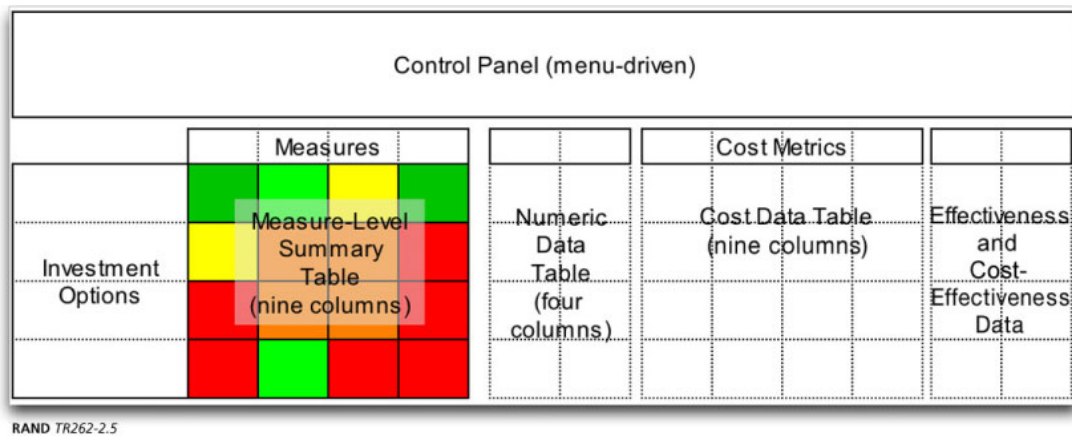 Control Panel (menu-driven)
Measures
Cost Metrics
Investment
Options
Measure-Level
Summary
Table
(nine columns)
Numeric
Data
Table
(four
columns)
Cost Data Table
(nine columns)
Effectiveness
and
Cost-
Effectiveness
Data
RAND TR262-2.5